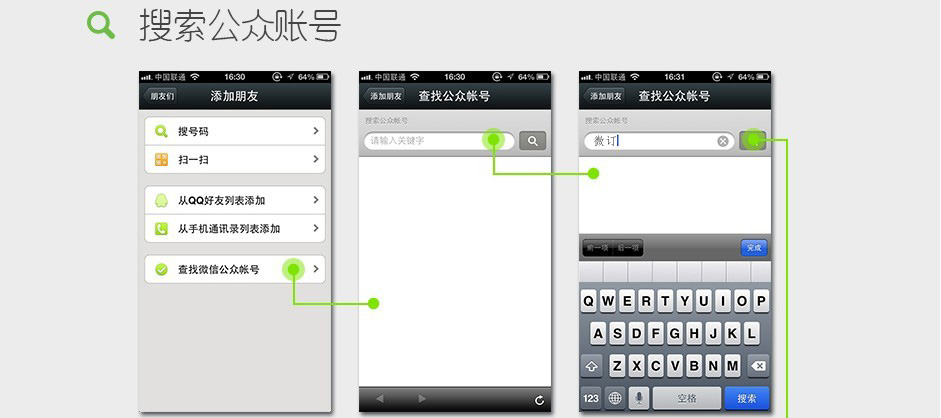 搜索公众账号
中国联通 16:30 64%
朋友们 添加朋友
搜号码
扫一扫
从QQ好友列表添加
从手机通讯录列表添加
查找微信公众帐号
中国联通 16:30 64%
添加朋友 查找公众帐号
搜索公众帐号
请输入关键字
中国联通 16:31 64%
添加朋友 查找公众帐号
搜索公众帐号
微订
前一项 后一项 完成
Q W E R T Y U I O P
A S D F G H J K L
Z X C V B N M
123 空格 搜索